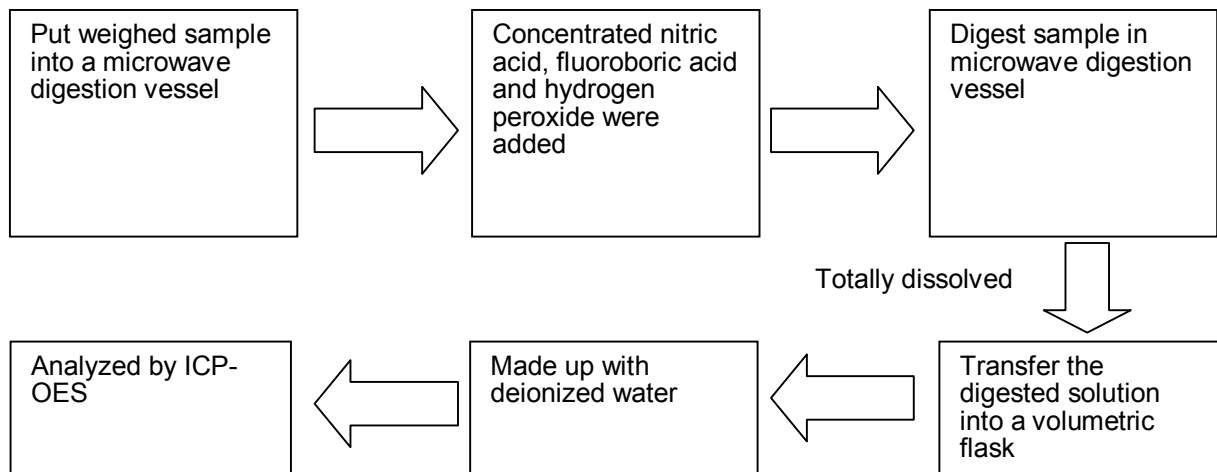 Put weighed sample
into a microwave
digestion vessel
Concentrated nitric
acid, fluoroboric acid
and hydrogen
peroxide were
added
Digest sample in
microwave digestion
vessel
Totally dissolved
Transfer the
digested solution
into a volumetric
flask
Made up with
deionized water
Analyzed by ICP-
OES